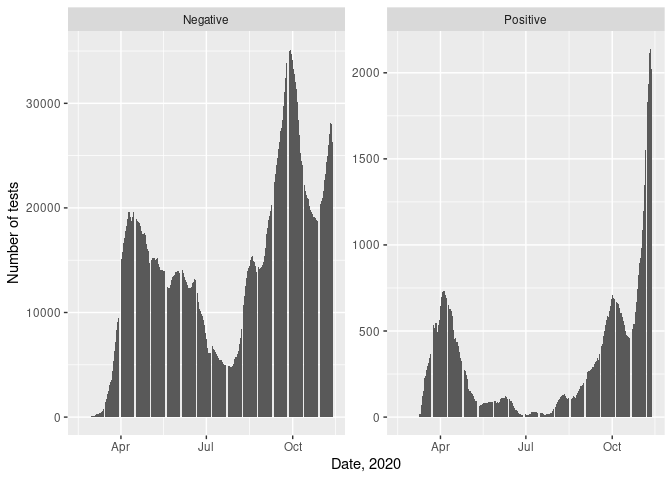 Negative
Positive
Number of tests
30000
20000
10000
0
2000
1500
1000
500
0
Apr
Jul
Oct
Apr
Jul
Oct
Date, 2020